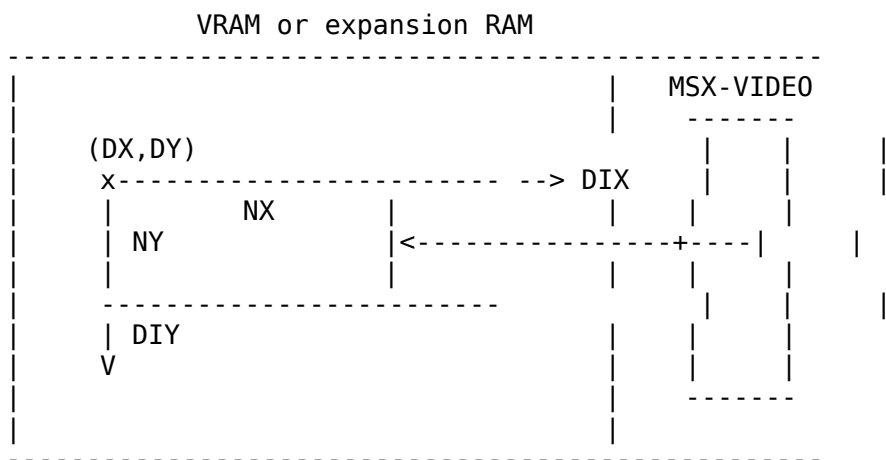 VRAM or expansion RAM
MSX-VIDEO
(DX,DY)
x--> DIX
NX
NY
DIY
V